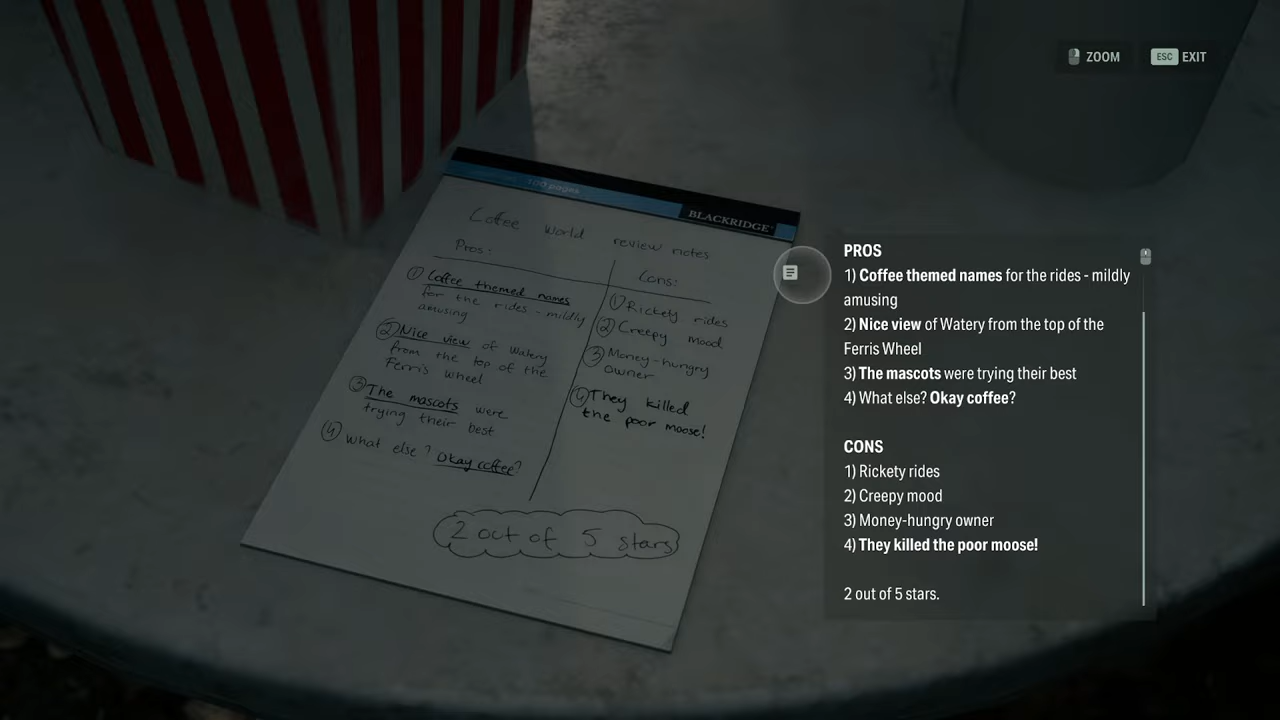 ZOOM
ESC EXIT
100 pages
BLACKRIDGE
Coffee World review notes
Pros:
① Coffee themed names
for the rides - mildly
amusing
② Nice view of Watery
from the top of the
Ferris wheel
③ The mascots were
trying their best
④ What else? Okay coffee?
Cons:
① Rickety rides
② Creepy mood
③ Money-hungry
owner
④ They killed
the poor moose!
2 out of 5 stars
PROS
1) Coffee themed names for the rides - mildly
amusing
2) Nice view of Watery from the top of the
Ferris Wheel
3) The mascots were trying their best
4) What else? Okay coffee?
CONS
1) Rickety rides
2) Creepy mood
3) Money-hungry owner
4) They killed the poor moose!
2 out of 5 stars.